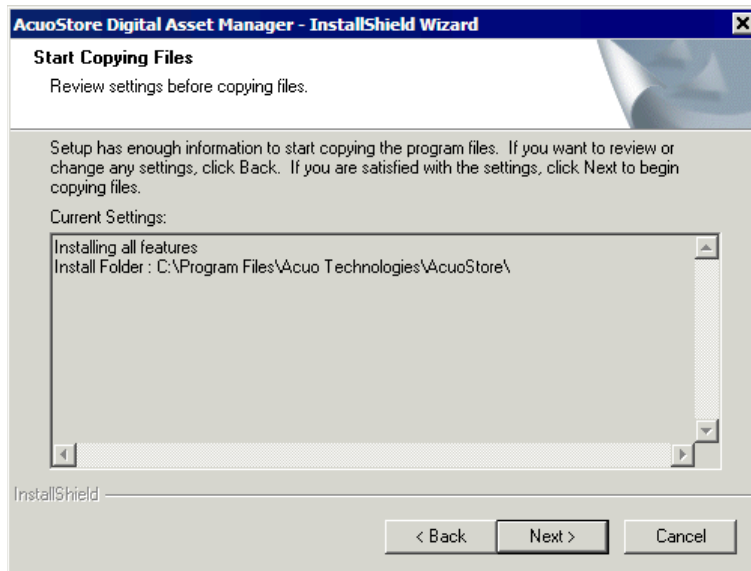 AcuoStore Digital Asset Manager - InstallShield Wizard
Start Copying Files
Review settings before copying files.
Setup has enough information to start copying the program files. If you want to review or
change any settings, click Back. If you are satisfied with the settings, click Next to begin
copying files.
Current Settings:
Installing all features
Install Folder : C:\Program Files\Acuo Technologies\AcuoStore\
InstallShield
< Back Next > Cancel